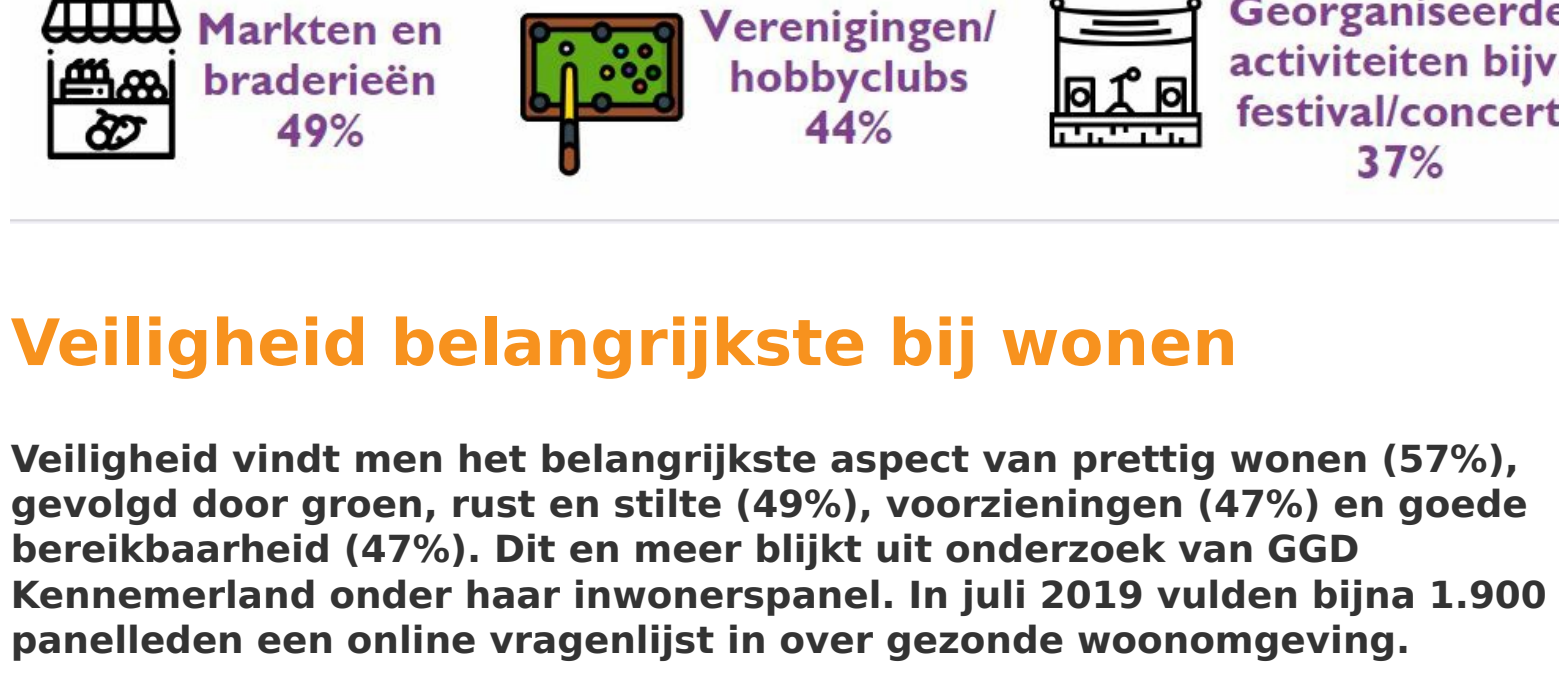 Markten en
braderieën
49%
Verenigingen/
hobbyclubs
44%
Georganiseerde
activiteiten bijv
festival/concert
37%
Veiligheid belangrijkste bij wonen
Veiligheid vindt men het belangrijkste aspect van prettig wonen (57%),
gevolgd door groen, rust en stilte (49%), voorzieningen (47%) en goede
bereikbaarheid (47%). Dit en meer blijkt uit onderzoek van GGD
Kennemerland onder haar inwonerspanel. In juli 2019 vulden bijna 1.900
panelleden een online vragenlijst in over gezonde woonomgeving.